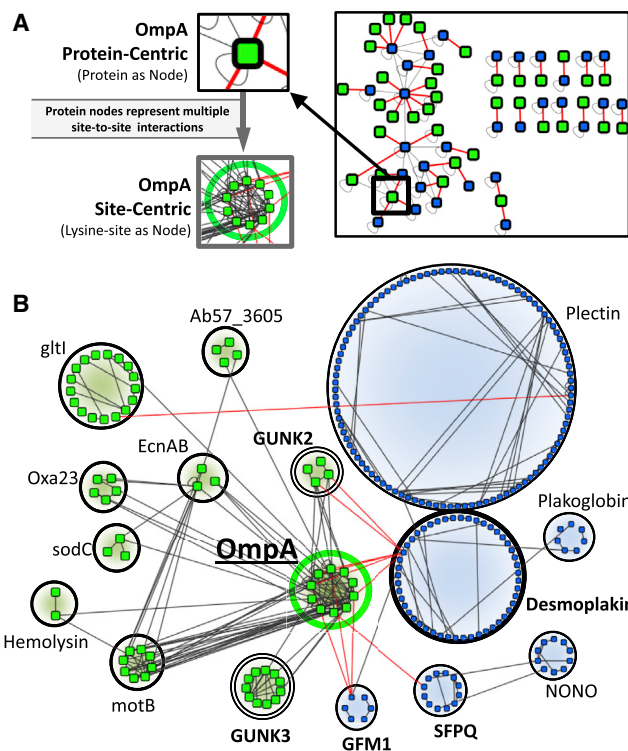 A
OmpA
Protein-Centric
(Protein as Node)
Protein nodes represent multiple
site-to-site interactions
OmpA
Site-Centric
(Lysine-site as Node)
B
Ab57_3605
Plectin
gltI
EcnAB
GUNK2
Oxa23
Plakoglobin
OmpA
sodC
Desmoplakin
Hemolysin
motB
GUNK3
GFM1
SFPQ
NONO